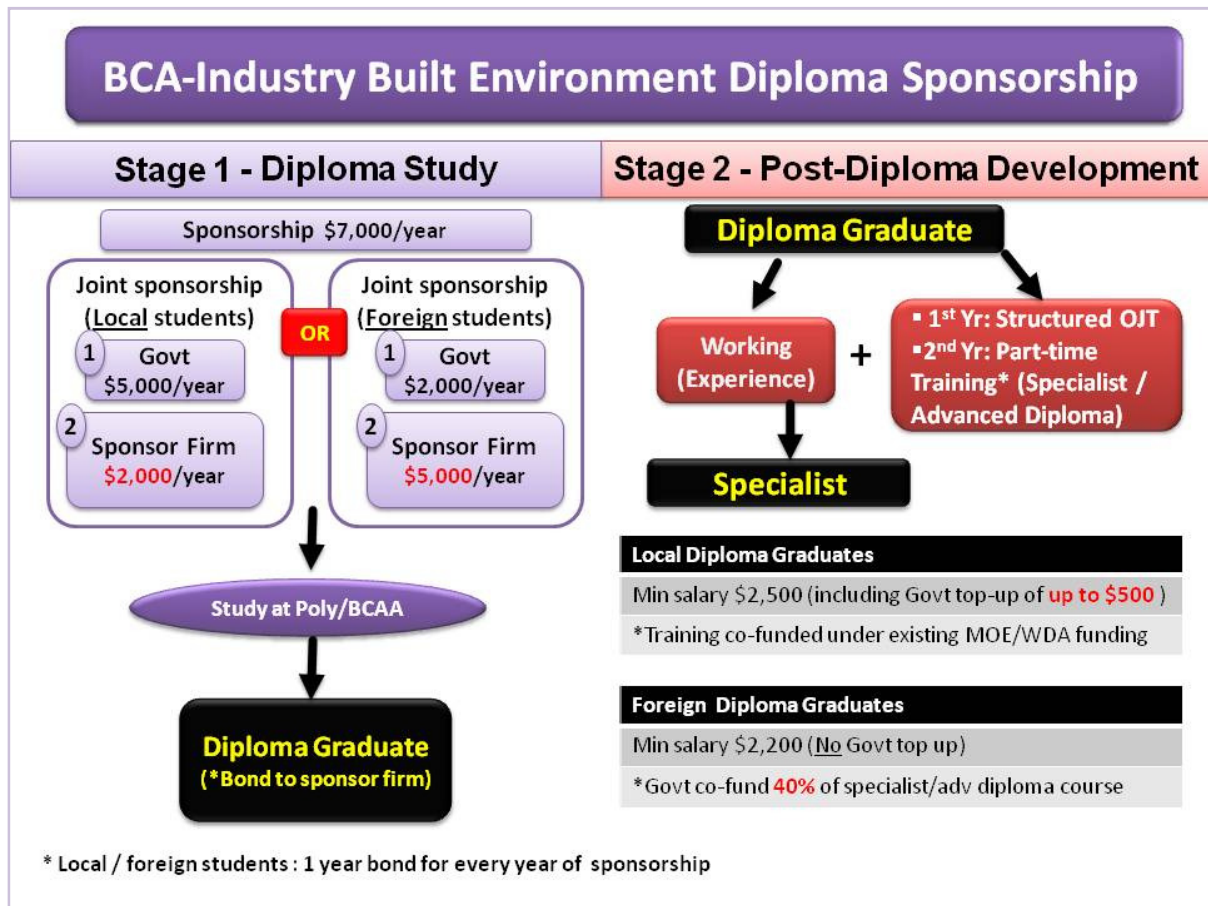 BCA-Industry Built Environment Diploma Sponsorship
Stage 1 - Diploma Study
Sponsorship $7,000/year
Joint sponsorship
(Local students)
1
Govt
$5,000/year
2
Sponsor Firm
$2,000/year
OR
Joint sponsorship
(Foreign students)
1
Govt
$2,000/year
2
Sponsor Firm
$5,000/year
Study at Poly/BCAA
Diploma Graduate
(*Bond to sponsor firm)
Stage 2 - Post-Diploma Development
Diploma Graduate
Working
(Experience)
+
▪ 1st Yr: Structured OJT
▪2nd Yr: Part-time
Training* (Specialist /
Advanced Diploma)
Specialist
Local Diploma Graduates
Min salary $2,500 (including Govt top-up of up to $500 )
*Training co-funded under existing MOE/WDA funding
Foreign Diploma Graduates
Min salary $2,200 (No Govt top up)
*Govt co-fund 40% of specialist/adv diploma course
* Local / foreign students : 1 year bond for every year of sponsorship